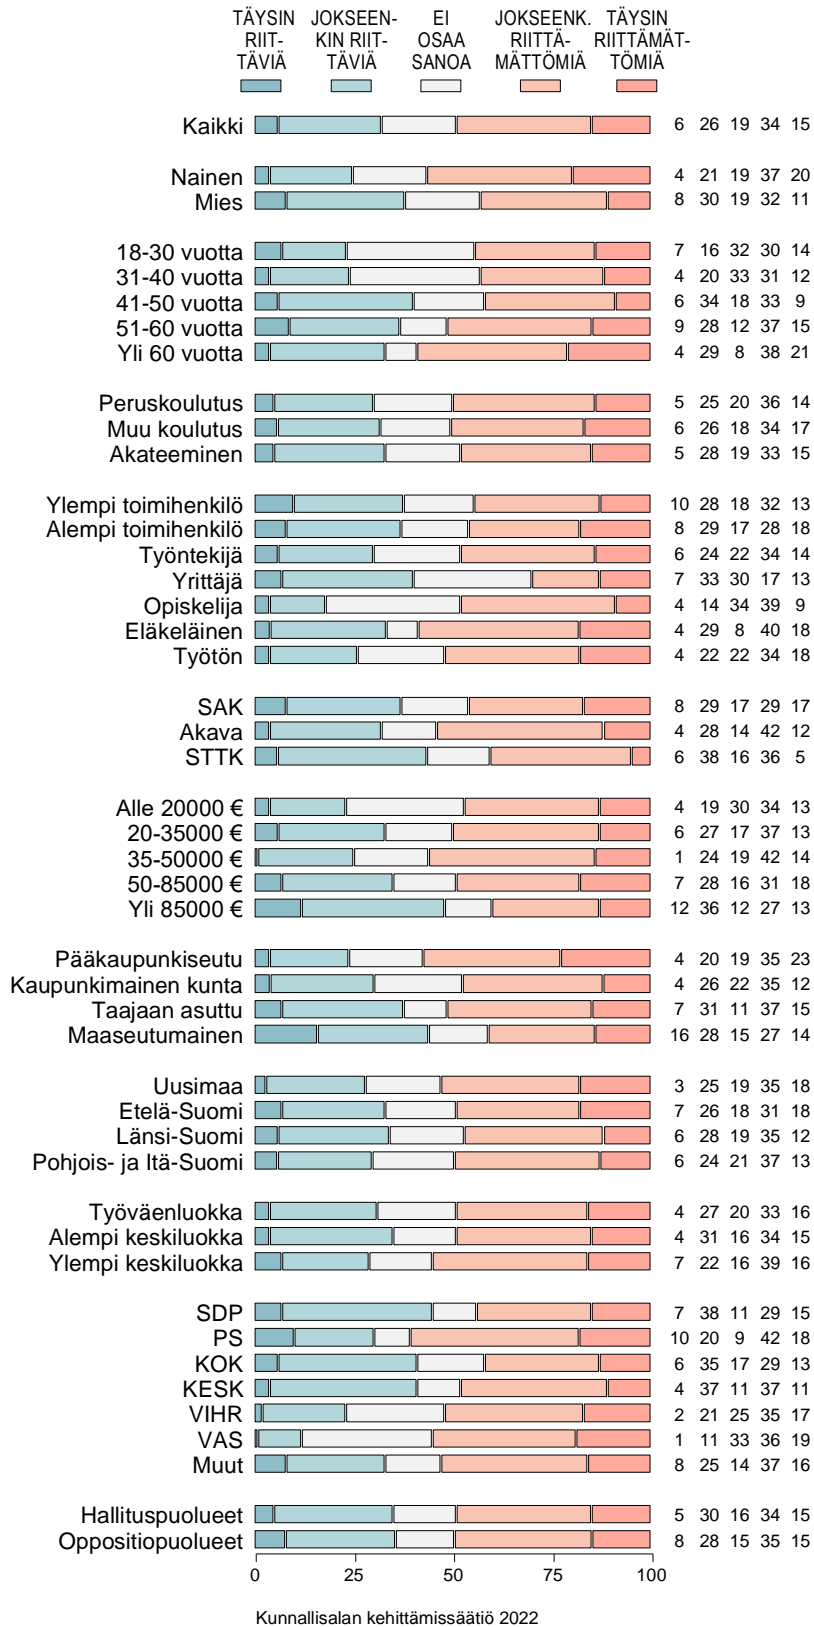 TÄYSIN JOKSEEN- EI JOKSEENK. TÄYSIN
RIIT- KIN RIIT- OSAA RIITTÄ- RIITTÄMÄT-
TÄVIÄ TÄVIÄ SANOA MÄTTÖMIÄ TÖMIÄ
Kaikki 6 26 19 34 15
Nainen 4 21 19 37 20
Mies 8 30 19 32 11
18-30 vuotta 7 16 32 30 14
31-40 vuotta 4 20 33 31 12
41-50 vuotta 6 34 18 33 9
51-60 vuotta 9 28 12 37 15
Yli 60 vuotta 4 29 8 38 21
Peruskoulutus 5 25 20 36 14
Muu koulutus 6 26 18 34 17
Akateeminen 5 28 19 33 15
Ylempi toimihenkilö 10 28 18 32 13
Alempi toimihenkilö 8 29 17 28 18
Työntekijä 6 24 22 34 14
Yrittäjä 7 33 30 17 13
Opiskelija 4 14 34 39 9
Eläkeläinen 4 29 8 40 18
Työtön 4 22 22 34 18
SAK 8 29 17 29 17
Akava 4 28 14 42 12
STTK 6 38 16 36 5
Alle 20000 € 4 19 30 34 13
20-35000 € 6 27 17 37 13
35-50000 € 1 24 19 42 14
50-85000 € 7 28 16 31 18
Yli 85000 € 12 36 12 27 13
Pääkaupunkiseutu 4 20 19 35 23
Kaupunkimainen kunta 4 26 22 35 12
Taajaan asuttu 7 31 11 37 15
Maaseutumainen 16 28 15 27 14
Uusimaa 3 25 19 35 18
Etelä-Suomi 7 26 18 31 18
Länsi-Suomi 6 28 19 35 12
Pohjois- ja Itä-Suomi 6 24 21 37 13
Työväenluokka 4 27 20 33 16
Alempi keskiluokka 4 31 16 34 15
Ylempi keskiluokka 7 22 16 39 16
SDP 7 38 11 29 15
PS 10 20 9 42 18
KOK 6 35 17 29 13
KESK 4 37 11 37 11
VIHR 2 21 25 35 17
VAS 1 11 33 36 19
Muut 8 25 14 37 16
Hallituspuolueet 5 30 16 34 15
Oppositiopuolueet 8 28 15 35 15
0 25 50 75 100
Kunnallisalan kehittämissäätiö 2022